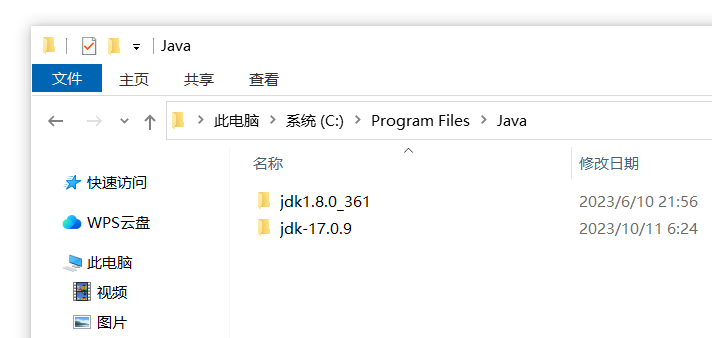 Java
文件 主页 共享 查看
此电脑 系统 (C:) Program Files Java
名称 修改日期
快速访问
jdk1.8.0_361 2023/6/10 21:56
WPS云盘
jdk-17.0.9 2023/10/11 6:24
此电脑
视频
图片